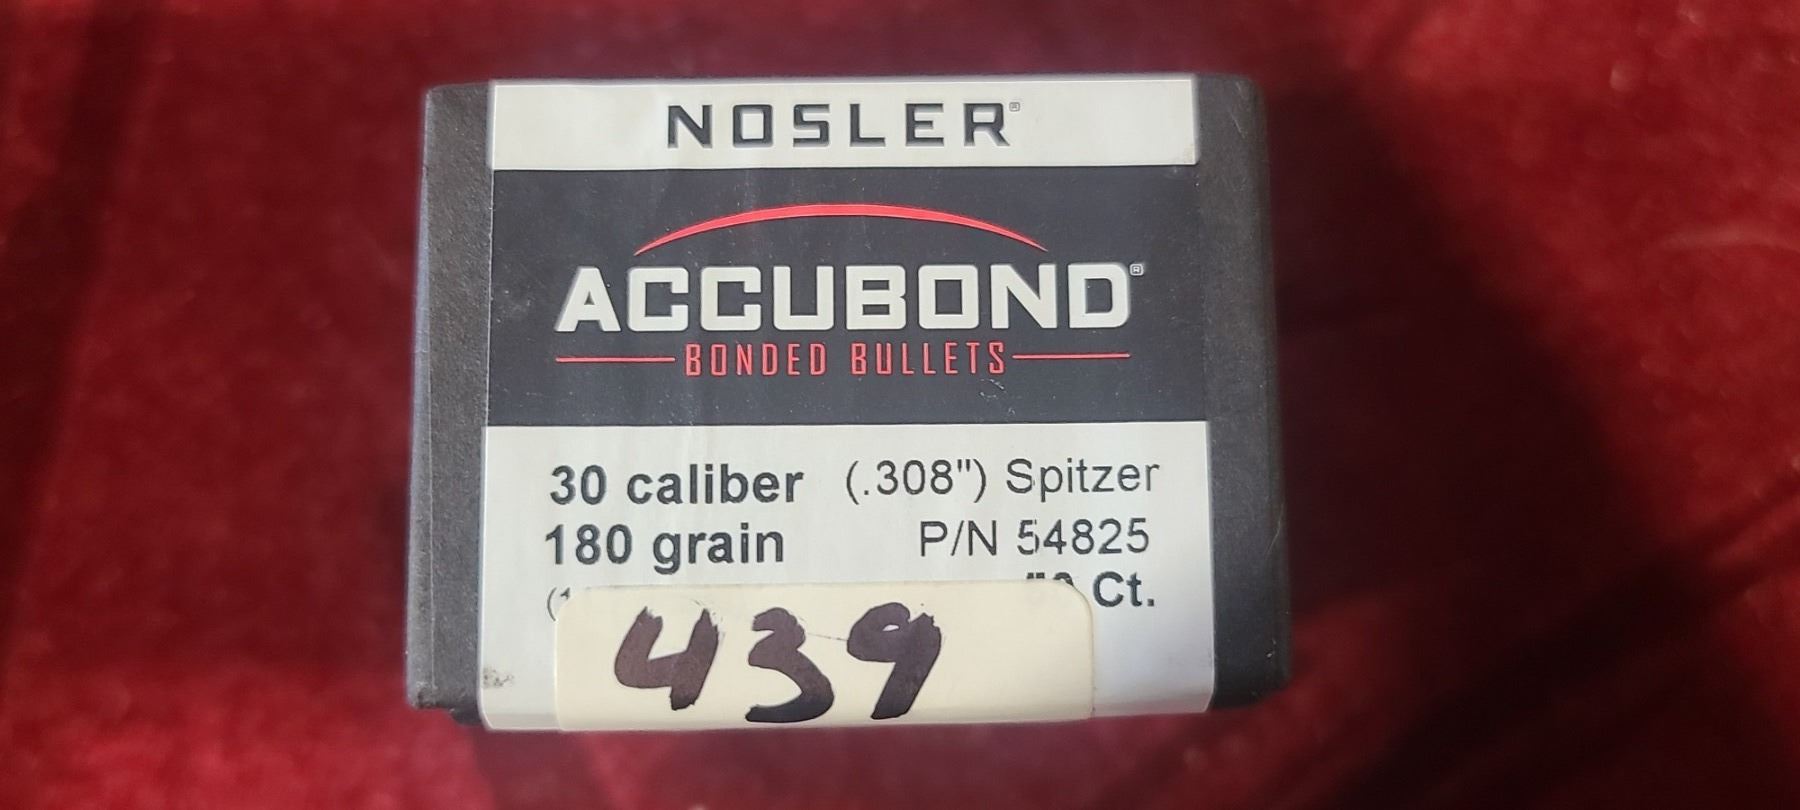 NOSLER®
ACCUBOND®
BONDED BULLETS
30 caliber (.308") Spitzer
180 grain P/N 54825
Ct.
439